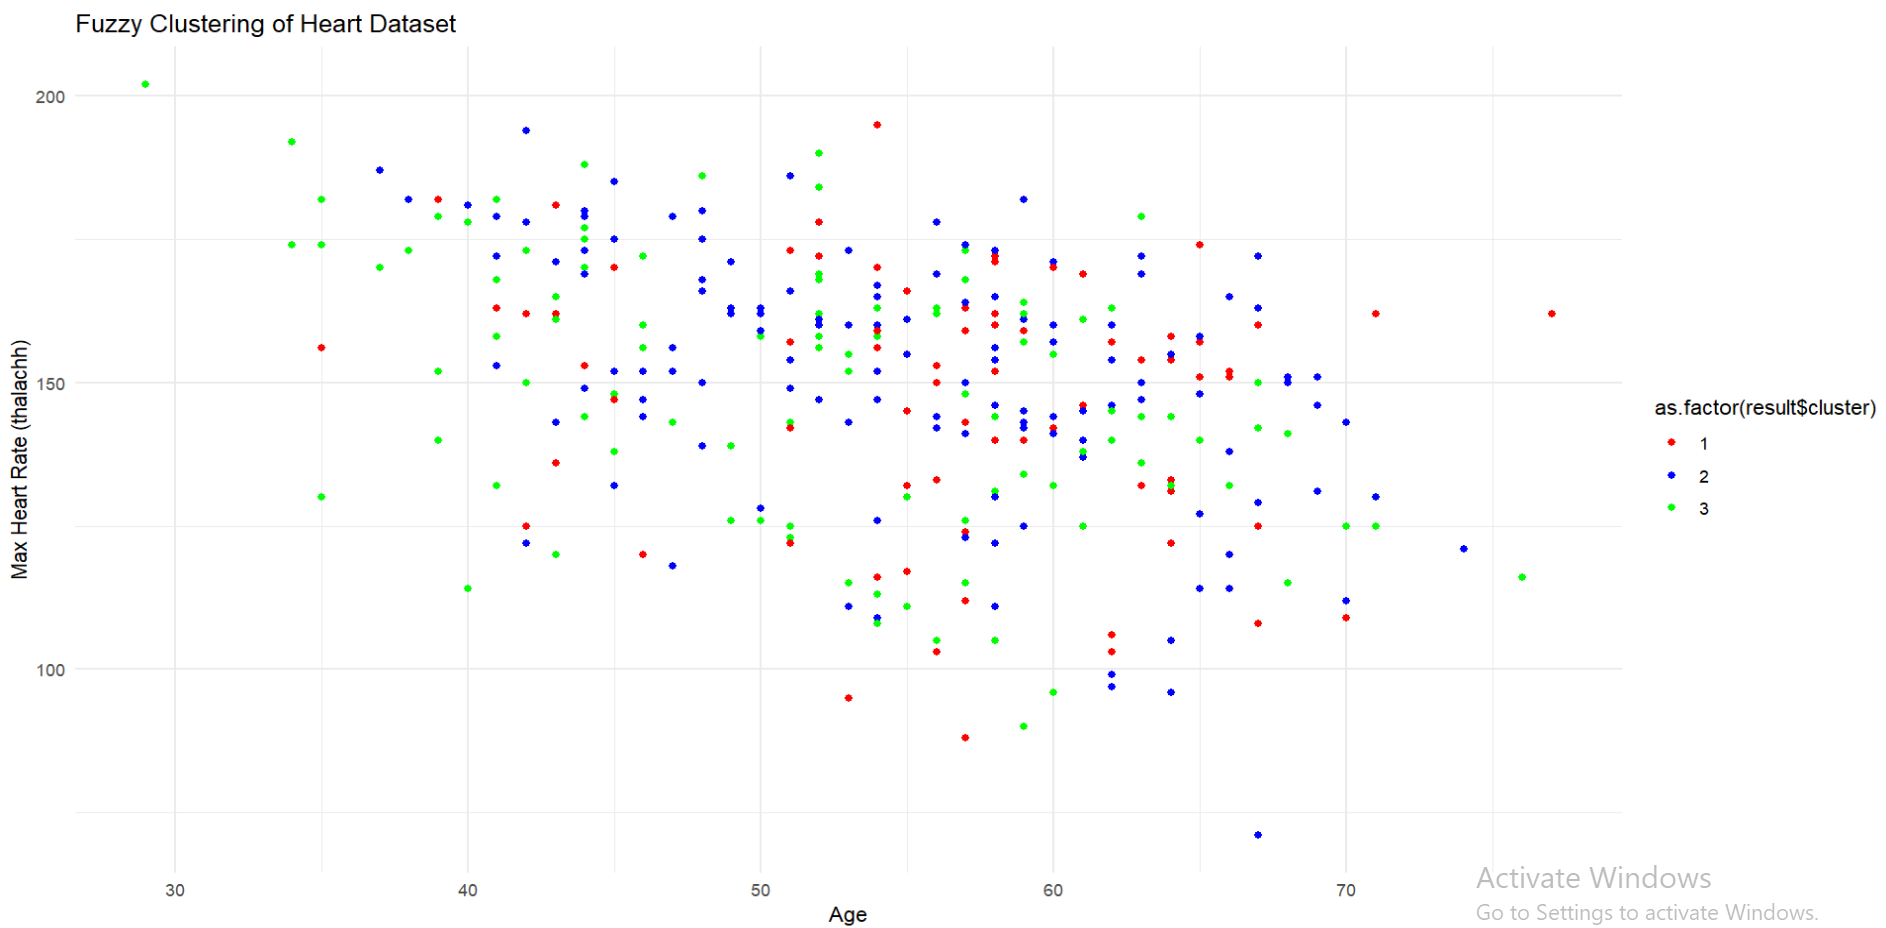 Fuzzy Clustering of Heart Dataset
200
150
100
Max Heart Rate (thalachh)
30 40 50 60 70
Age
as.factor(result$cluster)
1
2
3
Activate Windows
Go to Settings to activate Windows.